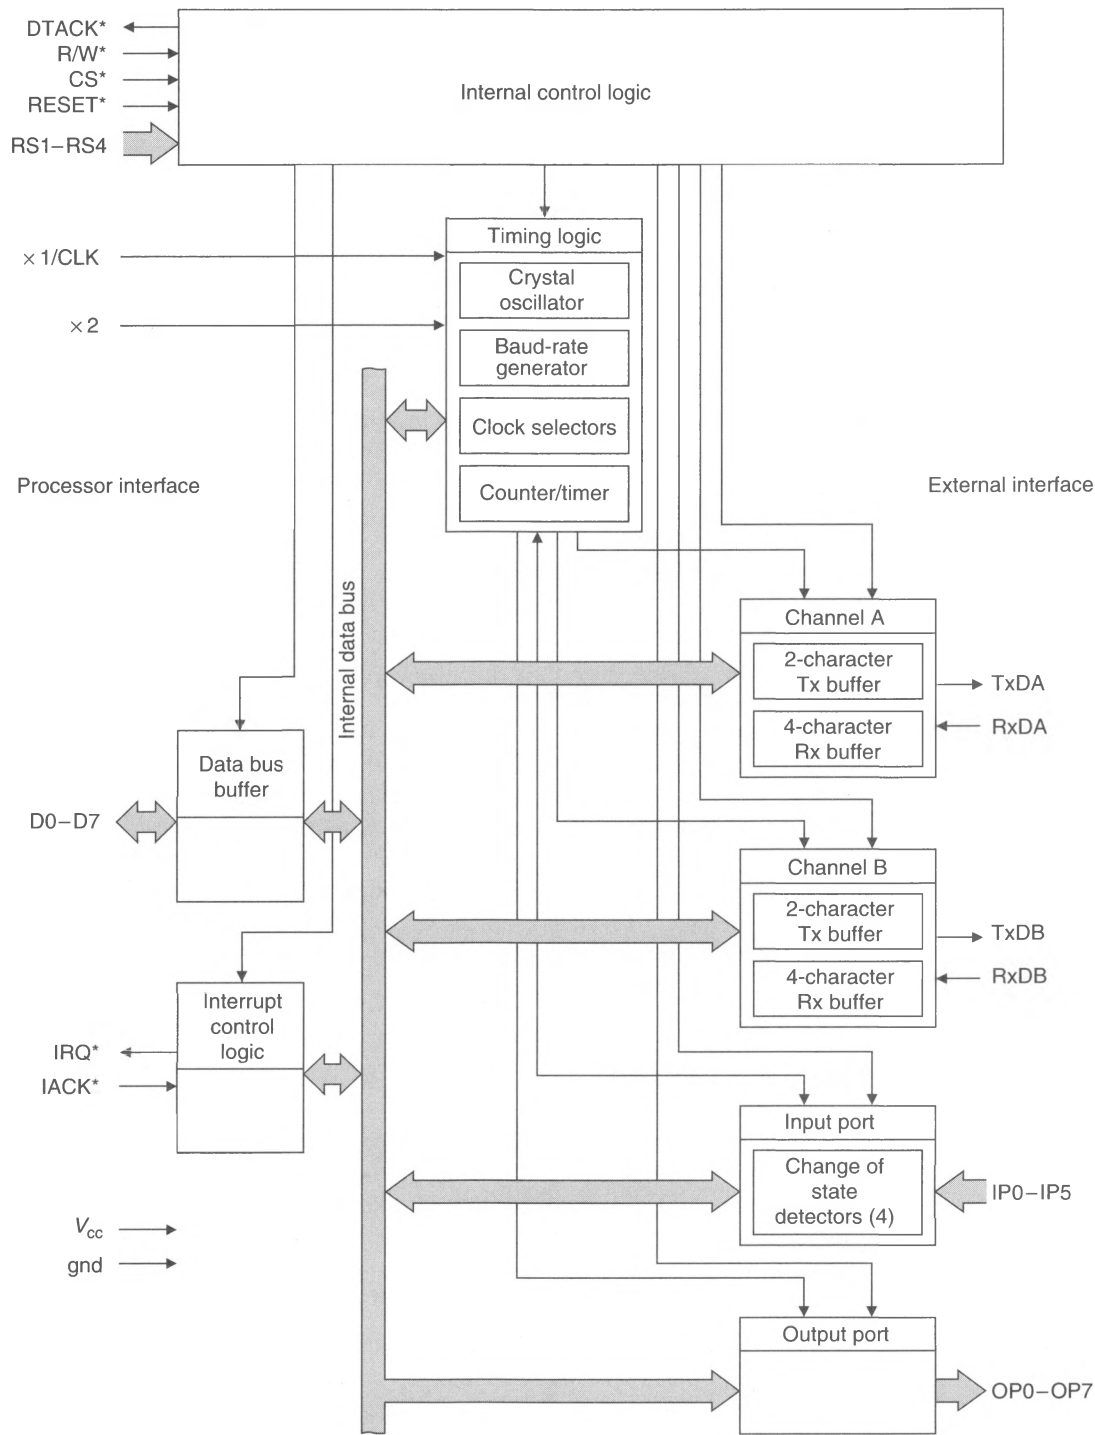 DTACK*
R/W*
CS*
RESET*
RS1–RS4
Internal control logic
Timing logic
×1/CLK
Crystal
oscillator
×2
Baud-rate
generator
Clock selectors
Processor interface
Counter/timer
External interface
Internal data bus
Channel A
2-character
Tx buffer
TxDA
4-character
Rx buffer
RxDA
Data bus
buffer
D0–D7
Channel B
2-character
Tx buffer
TxDB
4-character
Rx buffer
RxDB
Interrupt
control
logic
IRQ*
IACK*
Input port
Change of
state
detectors (4)
IP0–IP5
Vcc
gnd
Output port
OP0–OP7